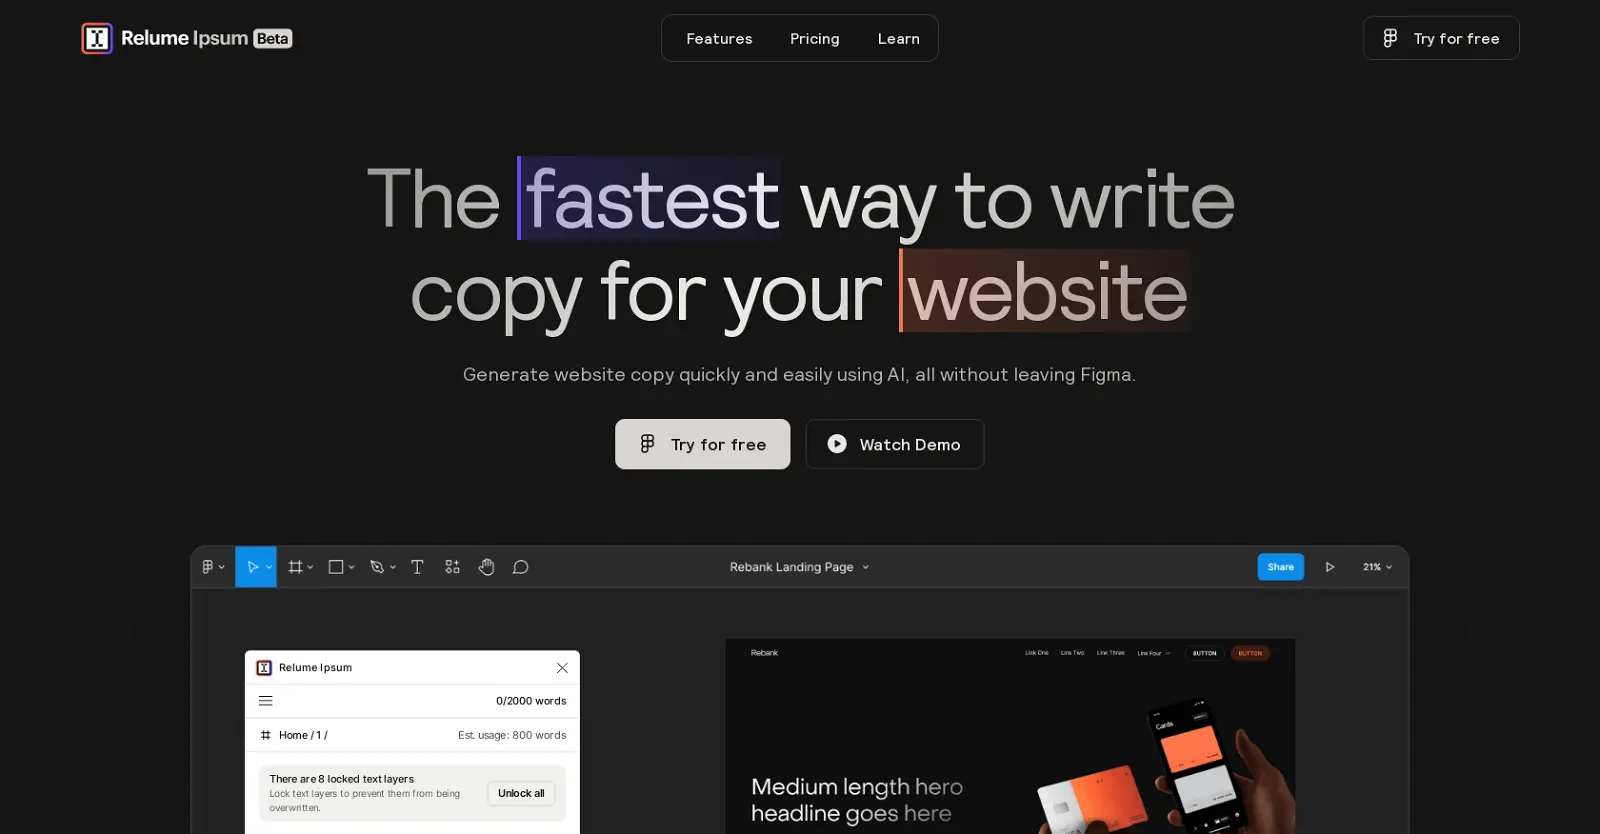 Relume Ipsum Beta
Features Pricing Learn
Try for free
The fastest way to write
copy for your website
Generate website copy quickly and easily using AI, all without leaving Figma.
Try for free
Watch Demo
Rebank Landing Page
Share
21%
Relume Ipsum
0/2000 words
Home / 1 /
Est. usage: 800 words
There are 8 locked text layers
Lock text layers to prevent them from being
overwritten.
Unlock all
Rebank
Link One Link Two Link Three Link Four BUTTON BUTTON
Cards
Medium length hero
headline goes here